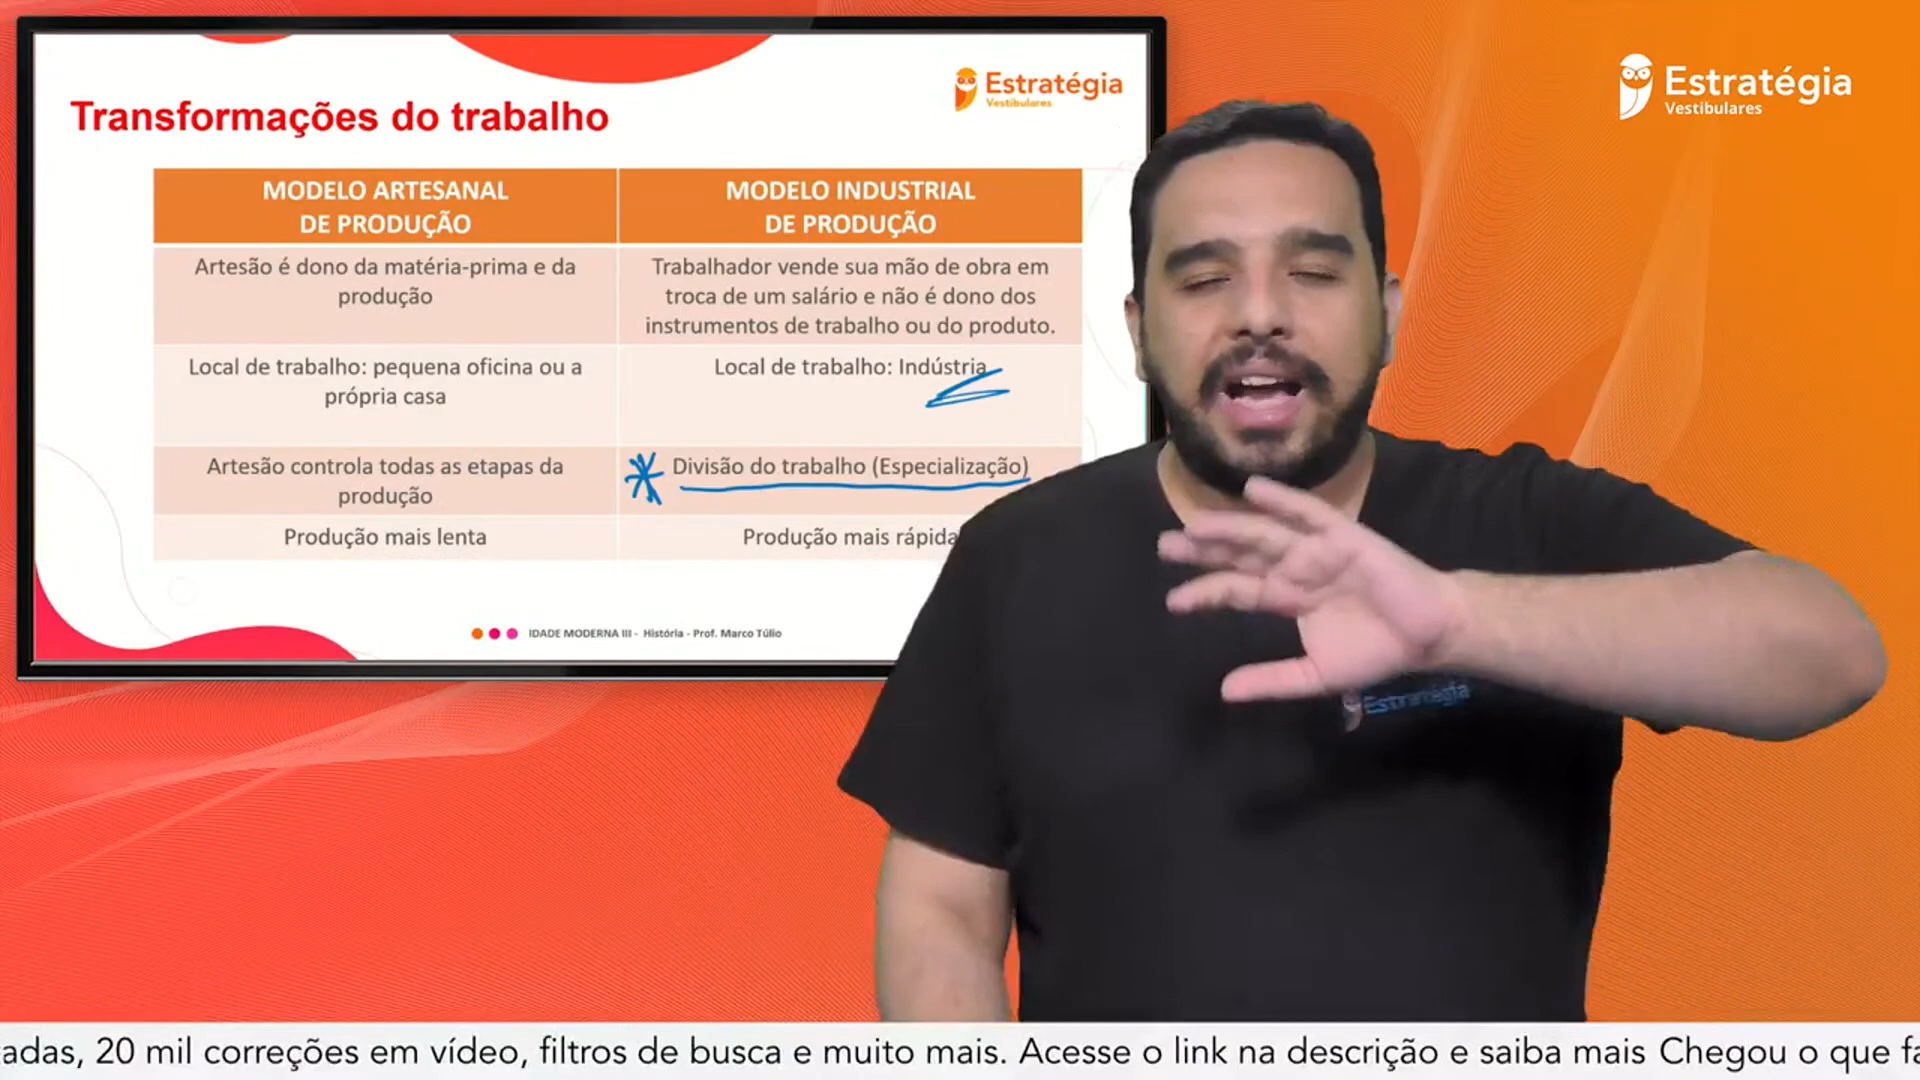 Estratégia
Vestibulares
Estratégia
Vestibulares
Transformações do trabalho
MODELO ARTESANAL
DE PRODUÇÃO
MODELO INDUSTRIAL
DE PRODUÇÃO
Artesão é dono da matéria-prima e da
produção
Trabalhador vende sua mão de obra em
troca de um salário e não é dono dos
instrumentos de trabalho ou do produto.
Local de trabalho: pequena oficina ou a
própria casa
Local de trabalho: Indústria
Artesão controla todas as etapas da
produção
Divisão do trabalho (Especialização)
Produção mais lenta
Produção mais rápida
IDADE MODERNA III - História - Prof. Marco Túlio
Estratégia
adas, 20 mil correções em vídeo, filtros de busca e muito mais. Acesse o link na descrição e saiba mais Chegou o que fa